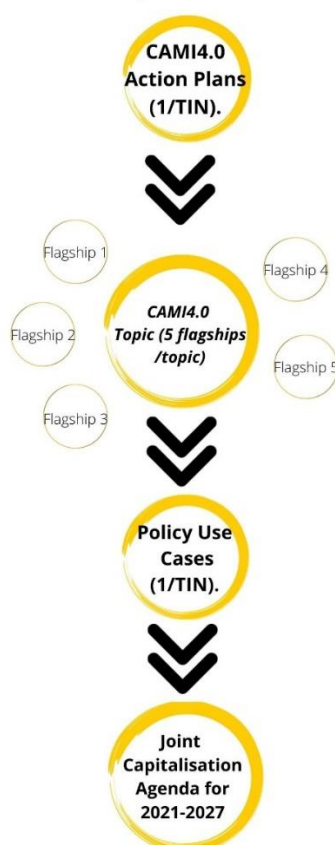 CAMI4.0
Action Plans
(1/TIN).
Flagship 1
Flagship 4
Flagship 2
CAMI4.0
Topic (5 flagships
/topic)
Flagship 5
Flagship 3
Policy Use
Cases
(1/TIN).
Joint
Capitalisation
Agenda for
2021-2027